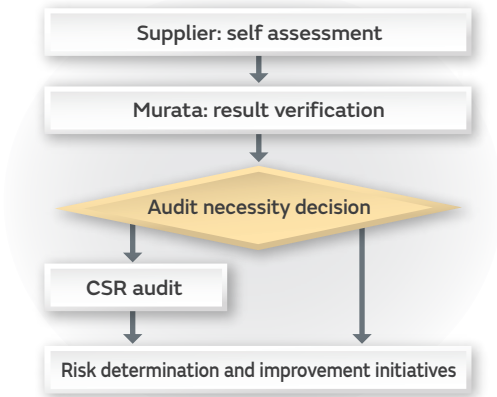 Supplier: self assessment
Murata: result verification
Audit necessity decision
CSR audit
Risk determination and improvement initiatives